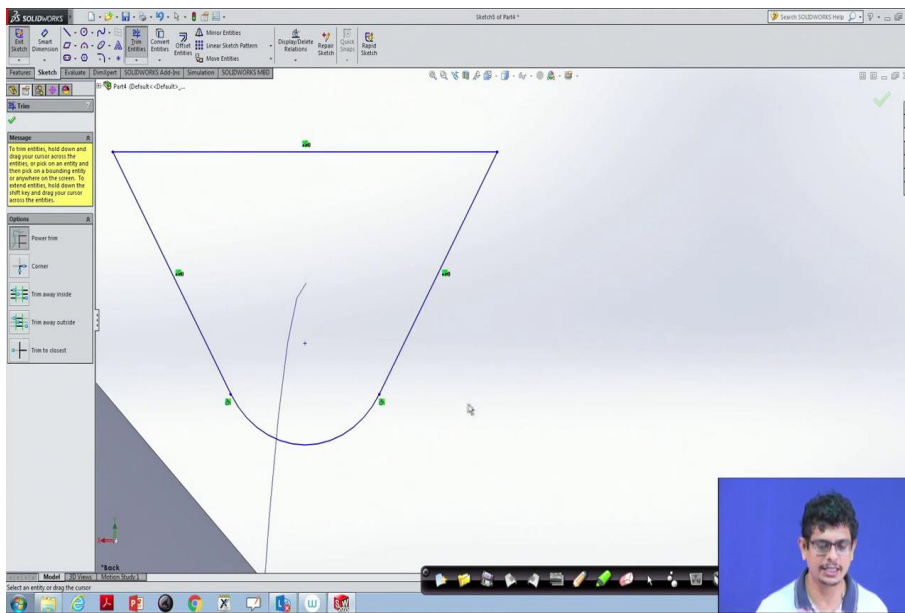 SOLIDWORKS
Sketch5 of Part4 *
Search SOLIDWORKS Help
Exit Sketch
Smart Dimension
Trim Entities
Convert Entities
Offset Entities
Mirror Entities
Linear Sketch Pattern
Move Entities
Display/Delete Relations
Repair Sketch
Quick Snaps
Rapid Sketch
Features Sketch Evaluate DimXpert SOLIDWORKS Add-Ins Simulation SOLIDWORKS MBD
Part4 (Default<<Default>_...
Trim
?
Message
To trim entities, hold down and
drag your cursor across the
entities, or pick on an entity and
then pick on a bounding entity
or anywhere on the screen. To
extend entities, hold down the
shift key and drag your cursor
across the entities.
Options
Power trim
Corner
Trim away inside
Trim away outside
Trim to closest
*Back
Model 3D Views Motion Study 1
Select an entity or drag the cursor